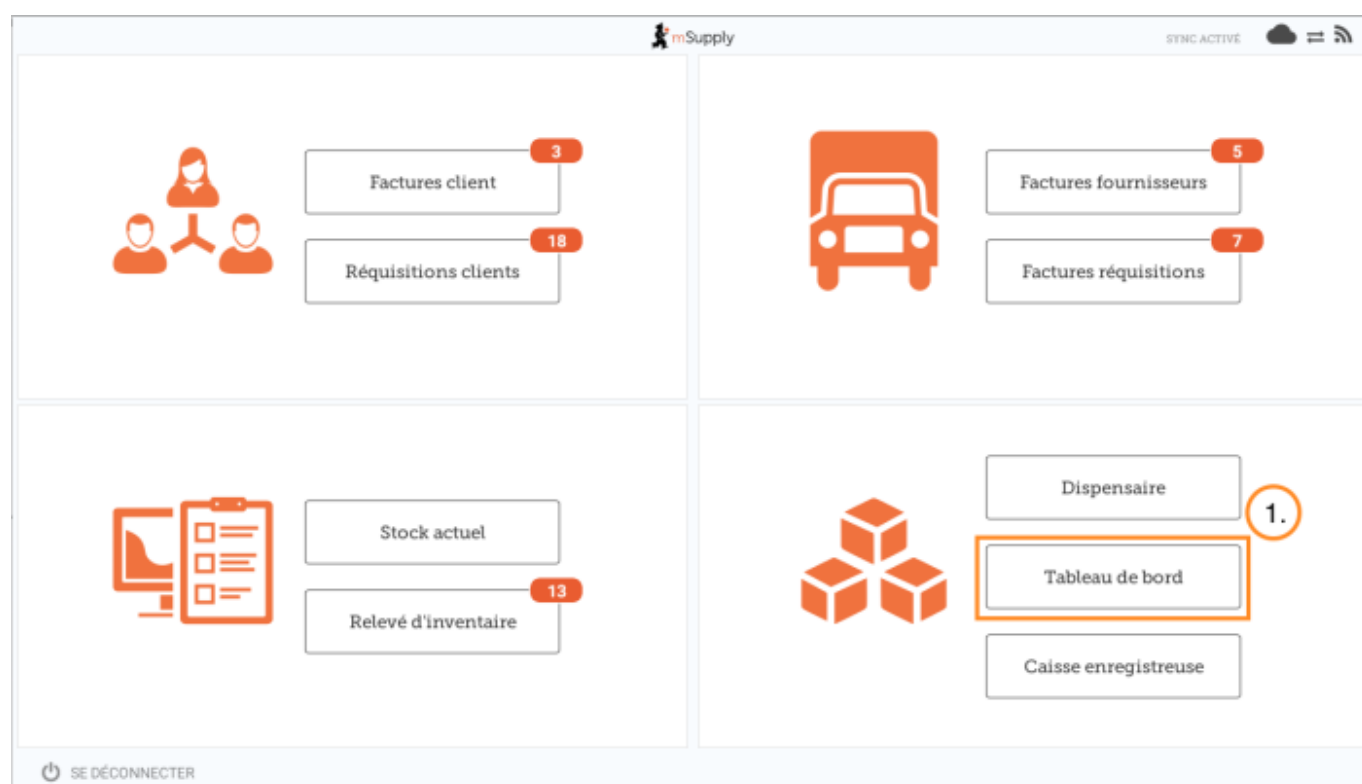 mSupply
SYNC ACTIVÉ
3
Factures client
18
Réquisitions clients
5
Factures fournisseurs
7
Factures réquisitions
Stock actuel
13
Relevé d'inventaire
Dispensaire
1.
Tableau de bord
Caisse enregistreuse
SE DÉCONNECTER